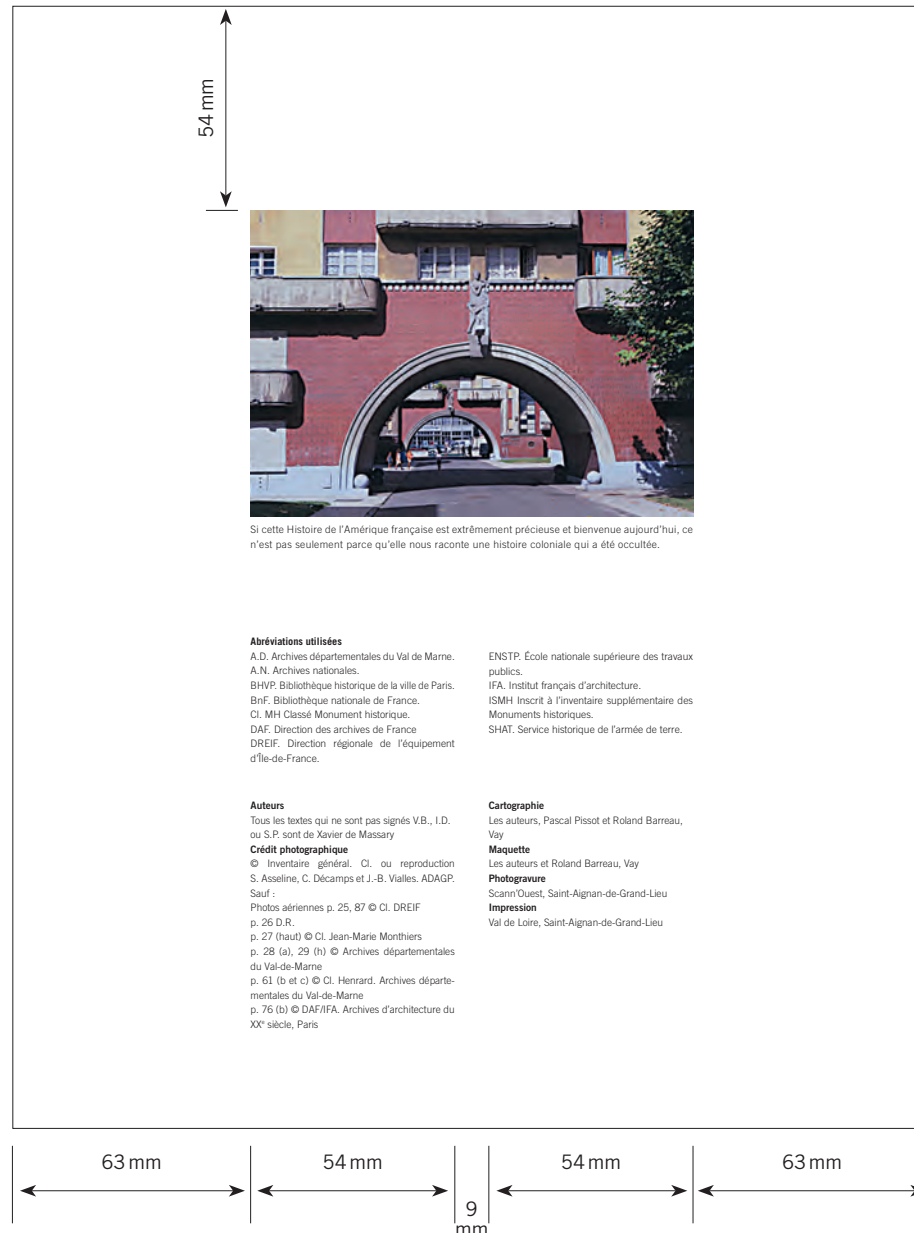 54 mm
Si cette Histoire de l'Amérique française est extrêmement précieuse et bienvenue aujourd'hui, ce
n'est pas seulement parce qu'elle nous raconte une histoire coloniale qui a été occultée.
Abréviations utilisées
A.D. Archives départementales du Val de Marne.
A.N. Archives nationales.
BHVP. Bibliothèque historique de la ville de Paris.
BnF. Bibliothèque nationale de France.
Cl. MH Classé Monument historique.
DAF. Direction des archives de France
DREIF. Direction régionale de l'équipement
d'Île-de-France.
ENSTP. École nationale supérieure des travaux
publics.
IFA. Institut français d'architecture.
ISMH Inscrit à l'inventaire supplémentaire des
Monuments historiques.
SHAT. Service historique de l'armée de terre.
Auteurs
Tous les textes qui ne sont pas signés V.B., I.D.
ou S.P. sont de Xavier de Massary
Crédit photographique
© Inventaire général. Cl. ou reproduction
S. Asseline, C. Décamps et J.-B. Vialles. ADAGP.
Sauf :
Photos aériennes p. 25, 87 © Cl. DREIF
p. 26 D.R.
p. 27 (haut) © Cl. Jean-Marie Monthiers
p. 28 (a), 29 (h) © Archives départementales
du Val-de-Marne
p. 61 (b et c) © Cl. Henrard. Archives départe-
mentales du Val-de-Marne
p. 76 (b) © DAF/IFA. Archives d'architecture du
XXe siècle, Paris
Cartographie
Les auteurs, Pascal Pissot et Roland Barreau,
Vay
Maquette
Les auteurs et Roland Barreau, Vay
Photogravure
Scann'Ouest, Saint-Aignan-de-Grand-Lieu
Impression
Val de Loire, Saint-Aignan-de-Grand-Lieu
63 mm
54 mm
9
mm
54 mm
63 mm